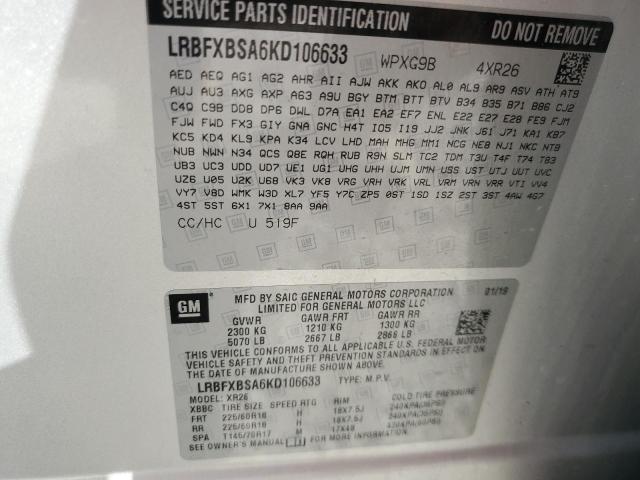 SERVICE PARTS IDENTIFICATION DO NOT REMOVE
LRBFXBSA6KD106633 WPXG9B 4XR26
AED AEQ AG1 AG2 AHR AII AJW AKK AKO AL0 AL9 AR9 ASV ATH AT9
AUJ AU3 AXG AXP A63 A9U BGY BTM BTT BTV B34 B35 B71 B86 CJ2
C4Q C9B DD8 DP6 DWL D7A EA1 EA2 EF7 ENL E22 E27 E28 FE9 FJM
FJW FWD FX3 GIY GNA GNC H4T IO5 I19 JJ2 JNK J61 J71 KA1 KB7
KC5 KD4 KL9 KPA K34 LCV LHD MAH MHG MM1 NCG NE8 NJ1 NKC NT9
NUB NWN N34 QCS Q8E RQH RUB R9N SLM TC2 TDM T3U T4F T74 T83
UB3 UC3 UDD UD7 UE1 UG1 UHH UJM UMN USS UST UTJ UUT UVC
UZ6 U05 U2K U68 VK3 VK8 VRG VRH VRK VRL VRM VRN VRR VTI VV4
VY7 V8D WMK W3D XL7 YF5 Y7C ZP5 0ST 1SD 1SZ 2ST 3ST 4AW 4G7
4ST 5ST 6X1 7X1 8AA 9AA
CC/HC U 519F
GM MFD BY SAIC GENERAL MOTORS CORPORATION 01/19
LIMITED FOR GENERAL MOTORS LLC
GVWR GAWR FRT GAWR RR
2300 KG 1210 KG 1300 KG
5070 LB 2667 LB 2866 LB
THIS VEHICLE CONFORMS TO ALL APPLICABLE U.S. FEDERAL MOTOR
VEHICLE SAFETY AND THEFT PREVENTION STANDARDS IN EFFECT ON
THE DATE OF MANUFACTURE SHOWN ABOVE.
LRBFXBSA6KD106633 TYPE: M.P.V.
MODEL: XR26
XBBC TIRE SIZE SPEED RTG RIM COLD TIRE PRESSURE
FRT 225/60R18 H 18X7.5J 240KPA(35PSI)
RR 225/60R18 H 18X7.5J 240KPA(35PSI)
SPA T145/70R17 M 17X4B 420KPA(60PSI)
SEE OWNER'S MANUAL FOR MORE INFORMATION.